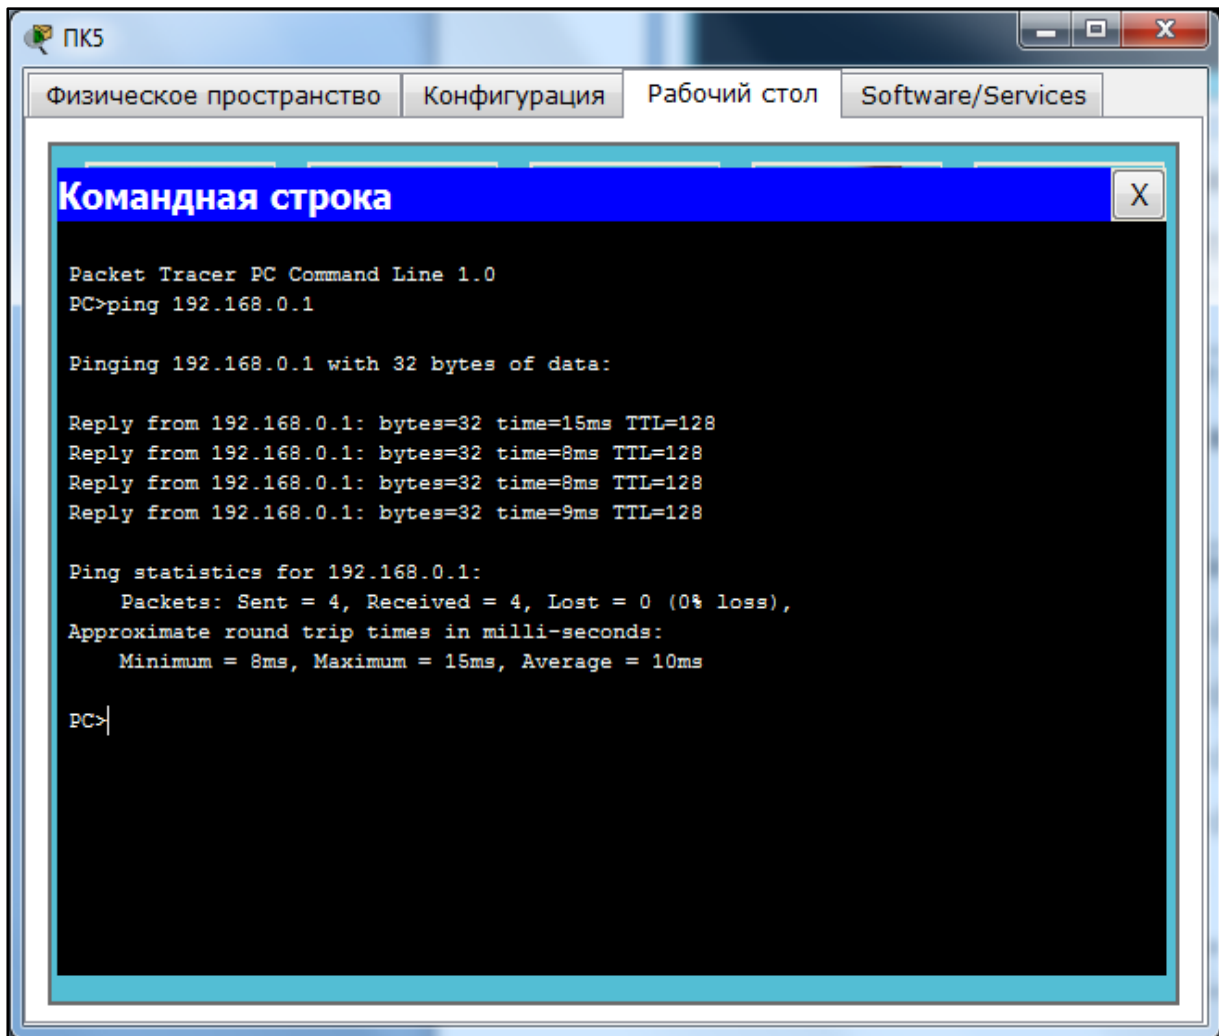 ПК5
Физическое пространство Конфигурация Рабочий стол Software/Services
Командная строка X
Packet Tracer PC Command Line 1.0
PC>ping 192.168.0.1
Pinging 192.168.0.1 with 32 bytes of data:
Reply from 192.168.0.1: bytes=32 time=15ms TTL=128
Reply from 192.168.0.1: bytes=32 time=8ms TTL=128
Reply from 192.168.0.1: bytes=32 time=8ms TTL=128
Reply from 192.168.0.1: bytes=32 time=9ms TTL=128
Ping statistics for 192.168.0.1:
Packets: Sent = 4, Received = 4, Lost = 0 (0% loss),
Approximate round trip times in milli-seconds:
Minimum = 8ms, Maximum = 15ms, Average = 10ms
PC>